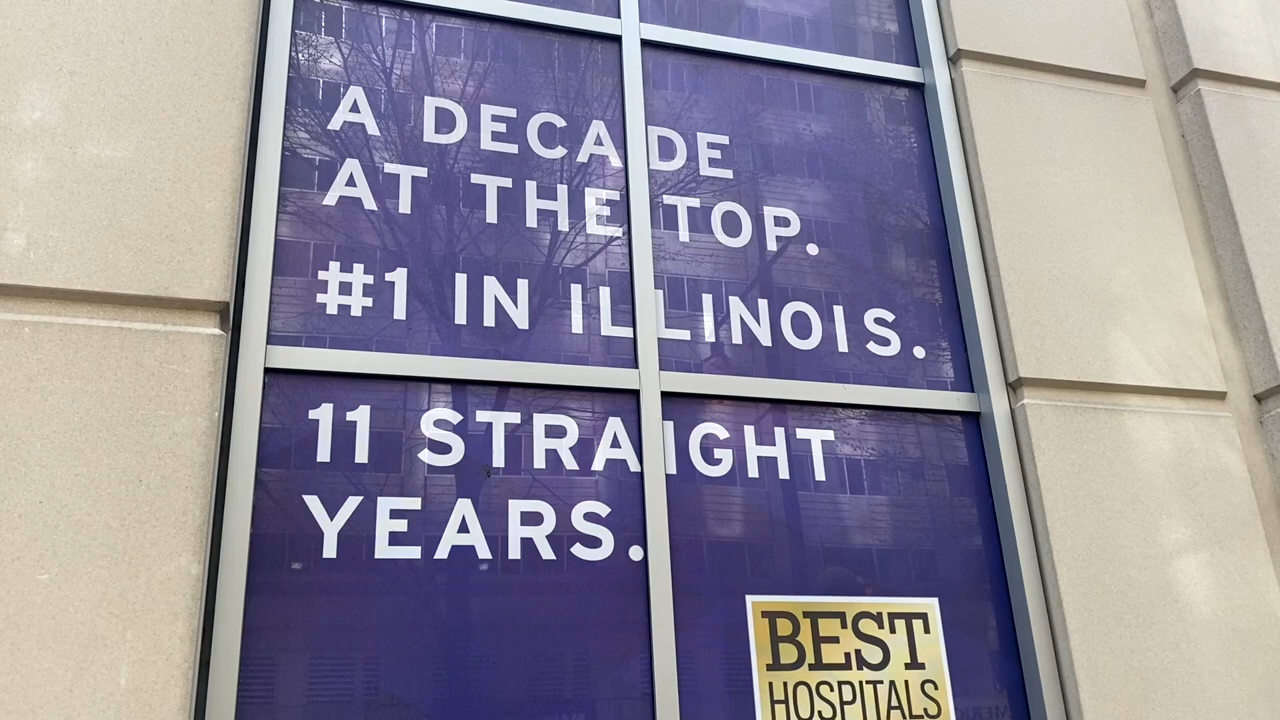 A DECADE
AT THE TOP.
#1 IN ILLINOIS.
11 STRAIGHT
YEARS.
BEST
HOSPITALS